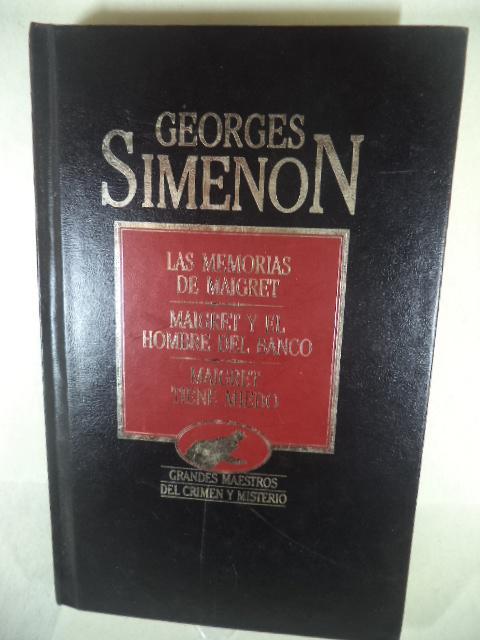 GEORGES
SIMENON
LAS MEMORIAS
DE MAIGRET
MAIGRET Y EL
HOMBRE DEL BANCO
MAIGRET
TIENE MIEDO
GRANDES MAESTROS
DEL CRIMEN Y MISTERIO